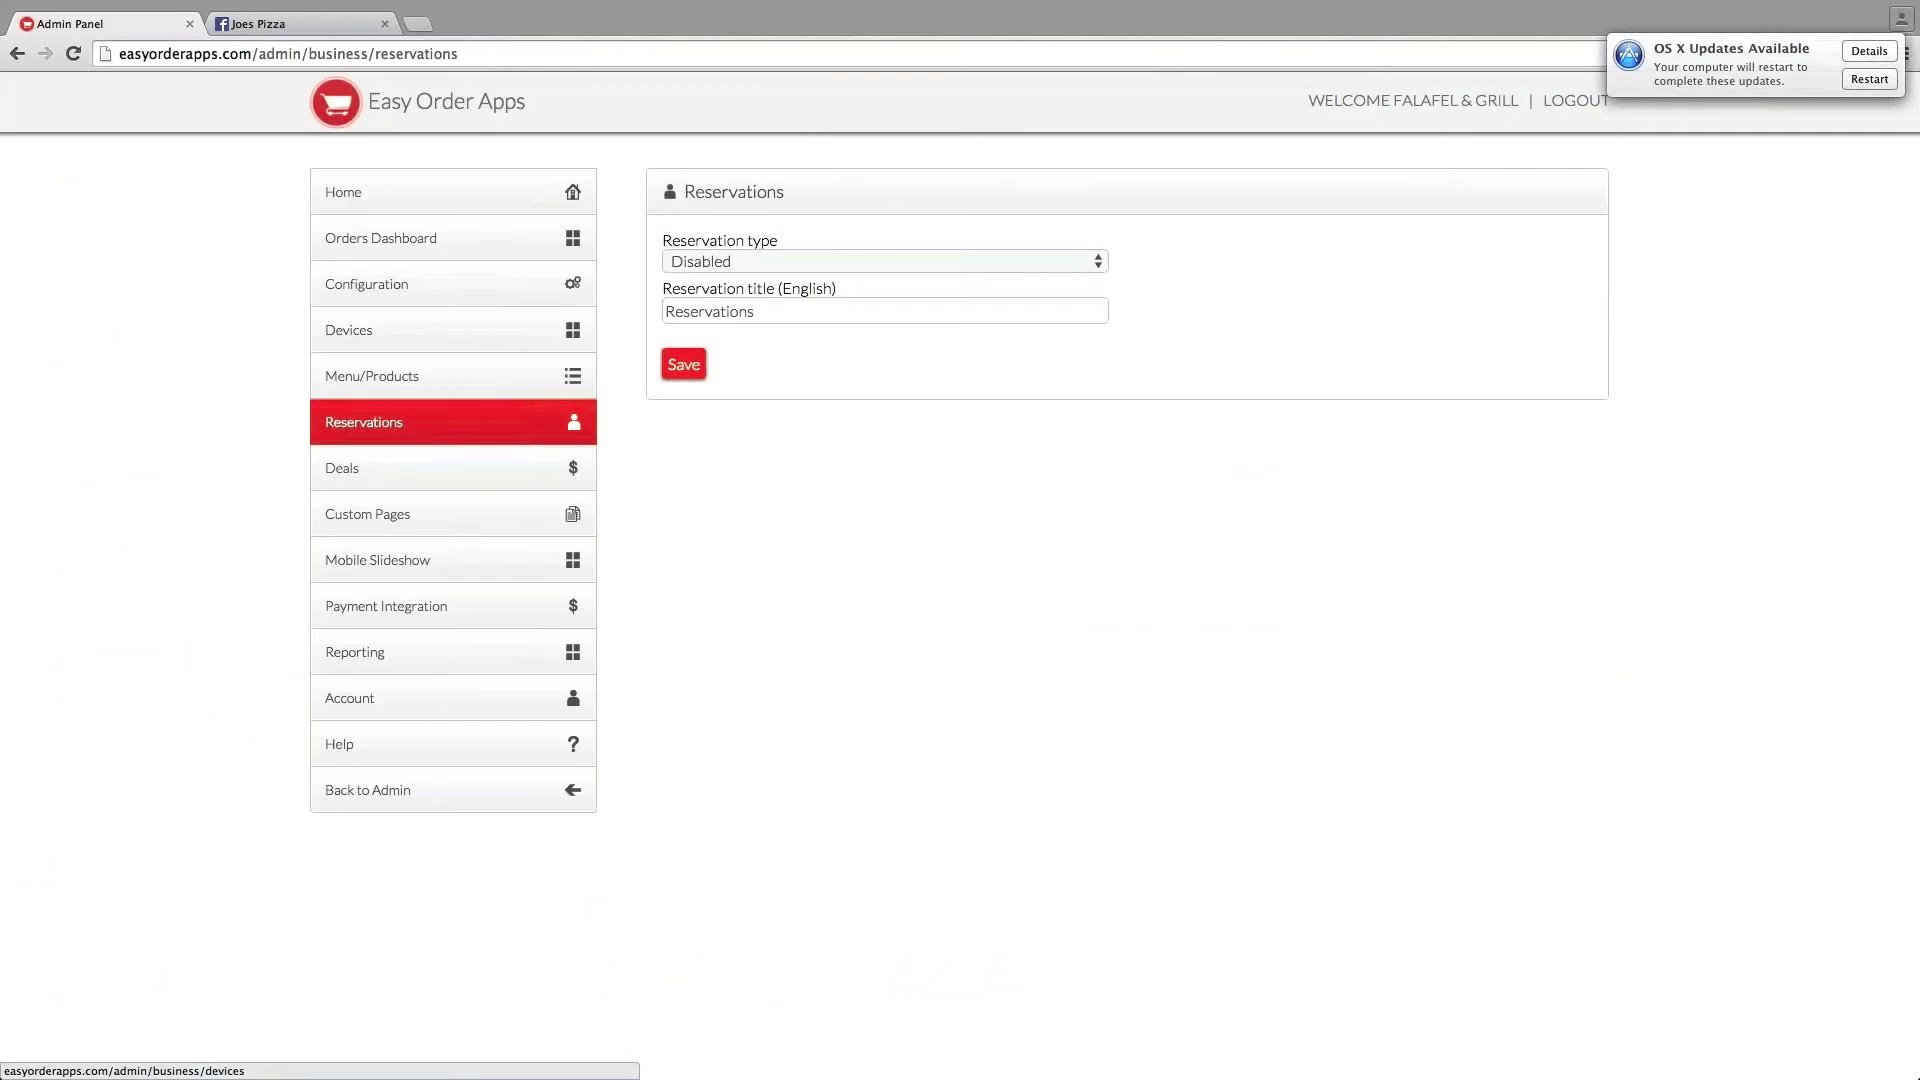 Admin Panel
Joes Pizza
easyorderapps.com/admin/business/reservations
OS X Updates Available
Your computer will restart to
complete these updates.
Details
Restart
Easy Order Apps
WELCOME FALAFEL & GRILL | LOGOUT
Home
Orders Dashboard
Configuration
Devices
Menu/Products
Reservations
Deals
Custom Pages
Mobile Slideshow
Payment Integration
Reporting
Account
Help
Back to Admin
Reservations
Reservation type
Disabled
Reservation title (English)
Reservations
Save
easyorderapps.com/admin/business/devices